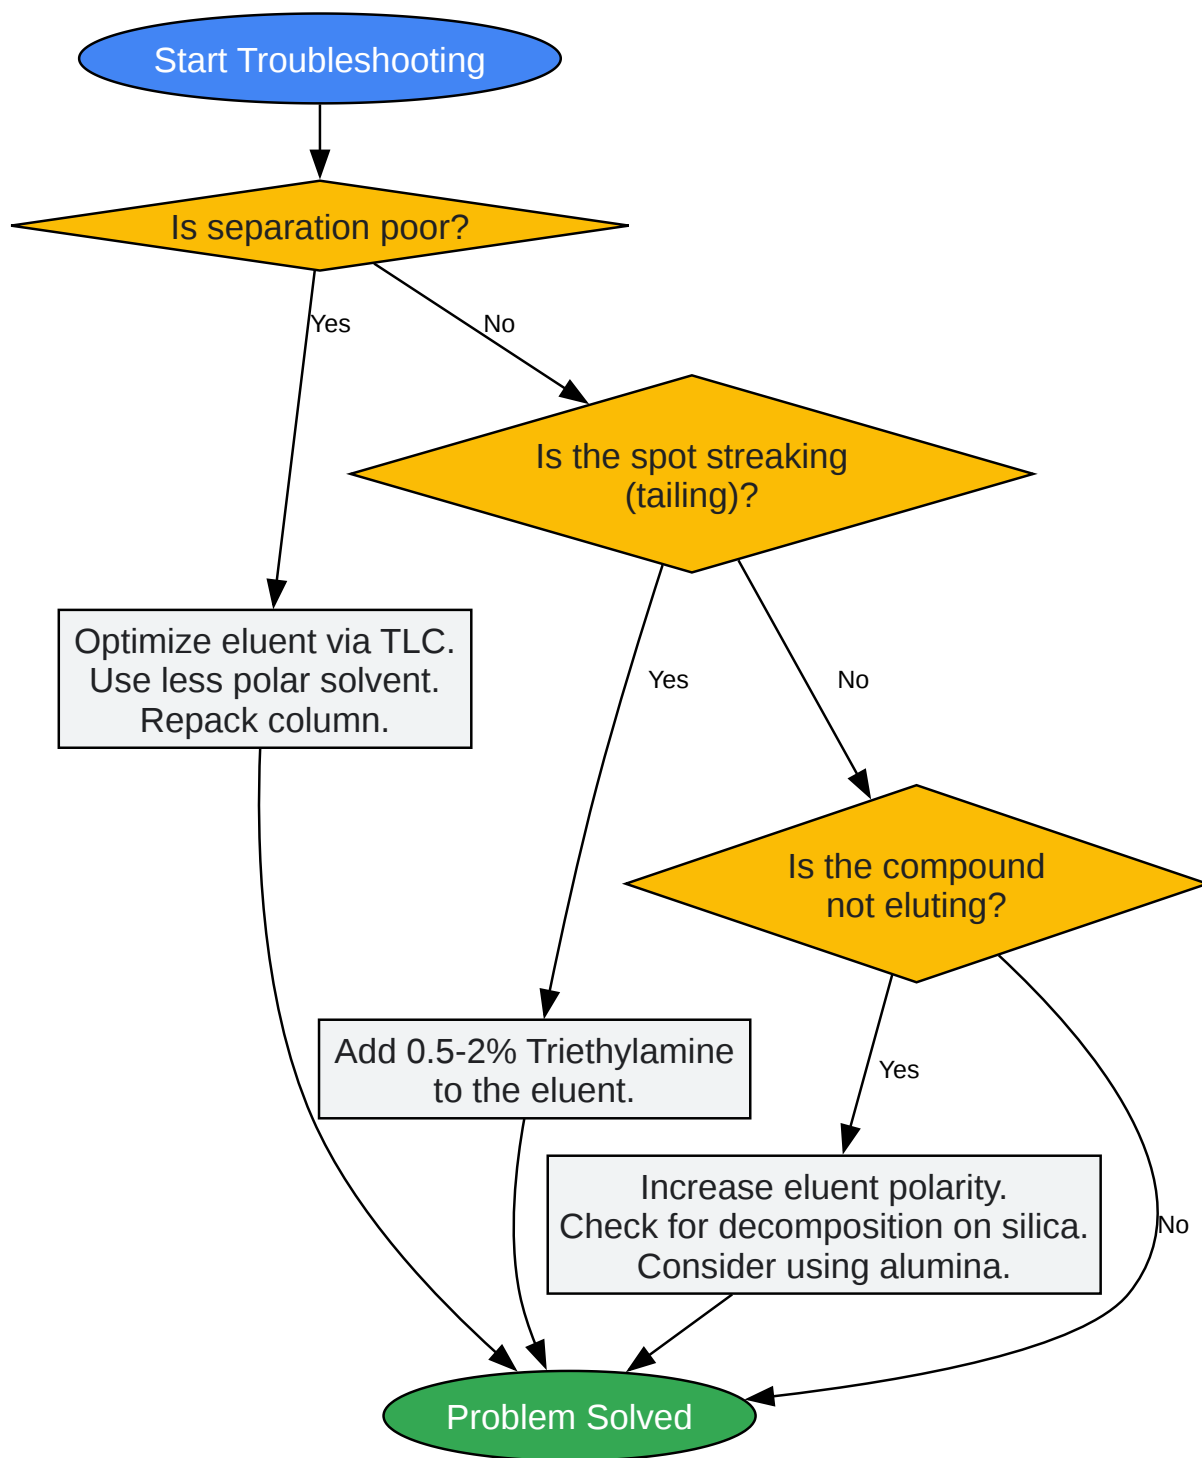 Start Troubleshooting
Is separation poor?
Yes
No
Is the spot streaking
(tailing)?
Optimize eluent via TLC.
Use less polar solvent.
Repack column.
Yes
No
Is the compound
not eluting?
Add 0.5-2% Triethylamine
to the eluent.
Yes
Increase eluent polarity.
Check for decomposition on silica.
Consider using alumina.
No
Problem Solved